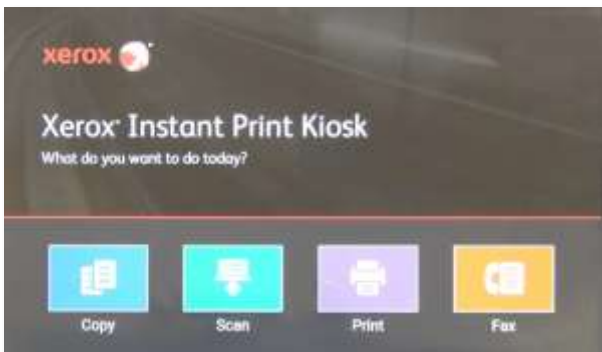 xerox
Xerox® Instant Print Kiosk
What do you want to do today?
Copy
Scan
Print
Fax